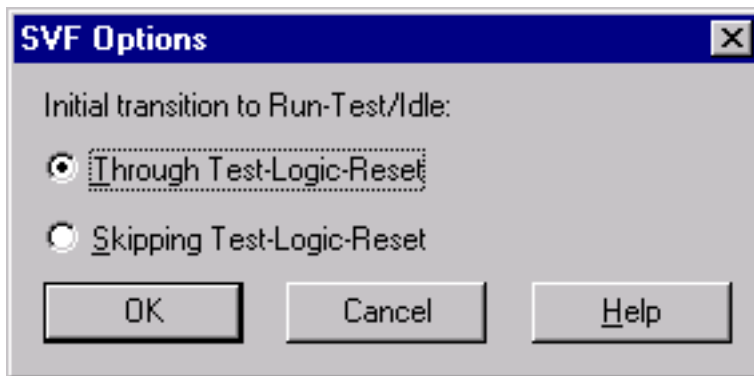 SVF Options
Initial transition to Run-Test/Idle:
Through Test-Logic-Reset
Skipping Test-Logic-Reset
OK Cancel Help